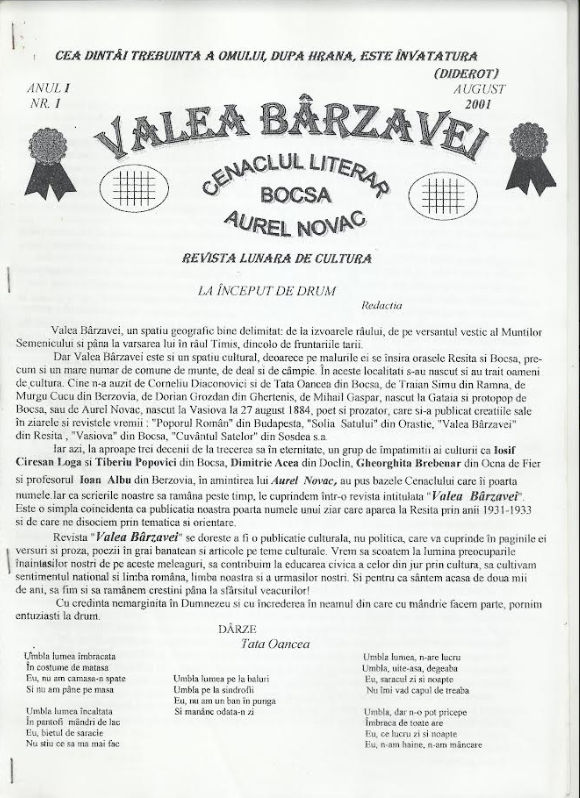 CEA DINTÂI TREBUINTA A OMULUI, DUPA HRANA, ESTE ÎNVATATURA
(DIDEROT)
ANUL I
NR. I
AUGUST
2001
VALEA BÂRZAVEI
CENACLUL LITERAR
BOCSA
AUREL NOVAC
REVISTA LUNARA DE CULTURA
LA ÎNCEPUT DE DRUM
Redactia
Valea Bârzavei, un spatiu geografic bine delimitat: de la izvoarele râului, de pe versantul vestic al Muntilor
Semenicului si pâna la varsarea lui în râul Timis, dincolo de fruntariile tarii.
Dar Valea Bârzavei este si un spatiu cultural, deoarece pe malurile ei se însira orasele Resita si Bocsa, pre-
cum si un mare numar de comune de munte, de deal si de câmpie. În aceste localitati s-au nascut si au trait oameni
de cultura. Cine n-a auzit de Corneliu Diaconovici si de Tata Oancea din Bocsa, de Traian Simu din Ramna, de
Murgu Cucu din Berzovia, de Dorian Grozdan din Ghertenis, de Mihail Gaspar, nascut la Gataia si protopop de
Bocsa, sau de Aurel Novac, nascut la Vasiova la 27 august 1884, poet si prozator, care si-a publicat creatiile sale
în ziarele si revistele vremii : "Poporul Român" din Budapesta, "Solia Satului" din Orastie, "Valea Bârzavei"
din Resita , "Vasiova" din Bocsa, "Cuvântul Satelor" din Sosdea s.a.
Iar azi, la aproape trei decenii de la trecerea sa în eternitate, un grup de împatimiti ai culturii ca Iosif
Ciresan Loga si Tiberiu Popovici din Bocsa, Dimitric Acea din Doclin, Gheorghita Brebenar din Ocna de Fier
si profesorul Ioan Albu din Berzovia, în amintirea lui Aurel Novac, au pus bazele Cenaclului care îi poarta
numele.Iar ca scrierile noastre sa ramâna peste timp, le cuprindem într-o revista intitulata "Valea Bârzavei".
Este o simpla coincidenta ca publicatia noastra poarta numele unui ziar care aparea la Resita prin anii 1931-1933
si de care ne disociem prin tematica si orientare.
Revista "Valea Bârzavei" se doreste a fi o publicatie culturala, nu politica, care va cuprinde în paginile ei
versuri si proza, poezii în grai banatean si articole pe teme culturale. Vrem sa scoatem la lumina preocuparile
înaintasilor nostri de pe aceste meleaguri, sa contribuim la educarea civica a celor din jur prin cultura, sa cultivam
sentimentul national si limba româna, limba noastra si a urmasilor nostri. Si pentru ca sântem acasa de doua mii
de ani, sa fim si sa ramânem crestini pâna la sfârsitul veacurilor!
Cu credinta nemarginita în Dumnezeu si cu încrederea în neamul din care cu mândrie facem parte, pornim
entuziasti la drum.
DÂRZE
Tata Oancea
Umbla lumea îmbracata
În costume de matasa
Eu, nu am camasa-n spate
Si nu am pâne pe masa
Umbla lumea încaltata
În pantofi mândri de lac
Eu, bietul de saracie
Nu stiu ce sa ma mai fac
Umbla lumea pe la baluri
Umbla pe la sindrofii
Eu, nu am un ban în punga
Si manânc odata-n zi
Umbla lumea, n-are lucru
Umbla, uite-asa, degeaba
Eu, saracul zi si noapte
Nu îmi vad capul de treaba
Umbla, dar n-o pot pricepe
Îmbraca de toate are
Eu, ce lucru zi si noapte
Eu, n-am haine, n-am mâncare